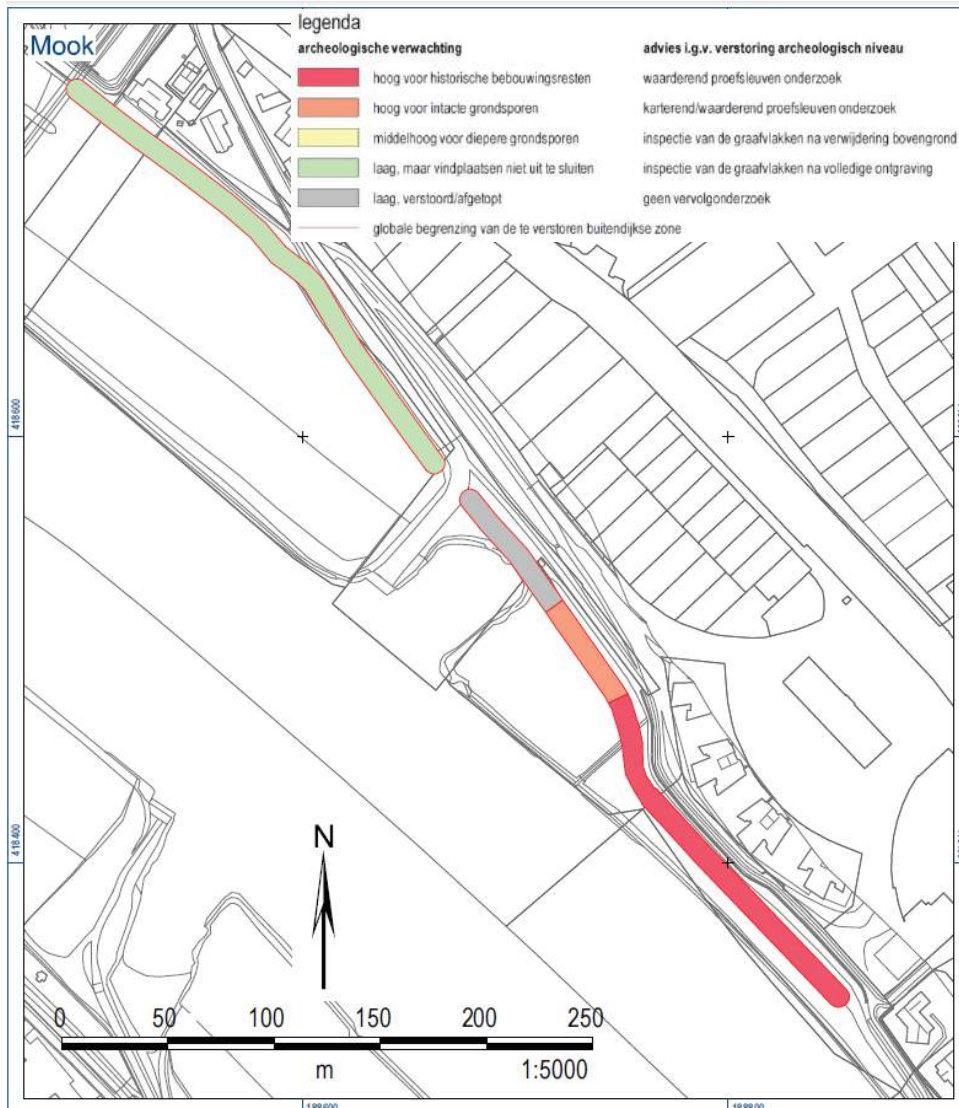 Mook
legenda
archeologische verwachting advies i.g.v. verstoring archeologisch niveau
hoog voor historische bebouwingsresten waarderend proefsleuven onderzoek
hoog voor intacte grondsporen karterend/waarderend proefsleuven onderzoek
middelhoog voor diepere grondsporen inspectie van de graafvlakken na verwijdering bovengrond
laag, maar vindplaatsen niet uit te sluiten inspectie van de graafvlakken na volledige ontgraving
laag, verstoord/afgetopt geen vervolgonderzoek
globale begrenzing van de te verstoren buitendijkse zone
418600
418400
N
0 50 100 150 200 250
m 1:5000
188600 188800